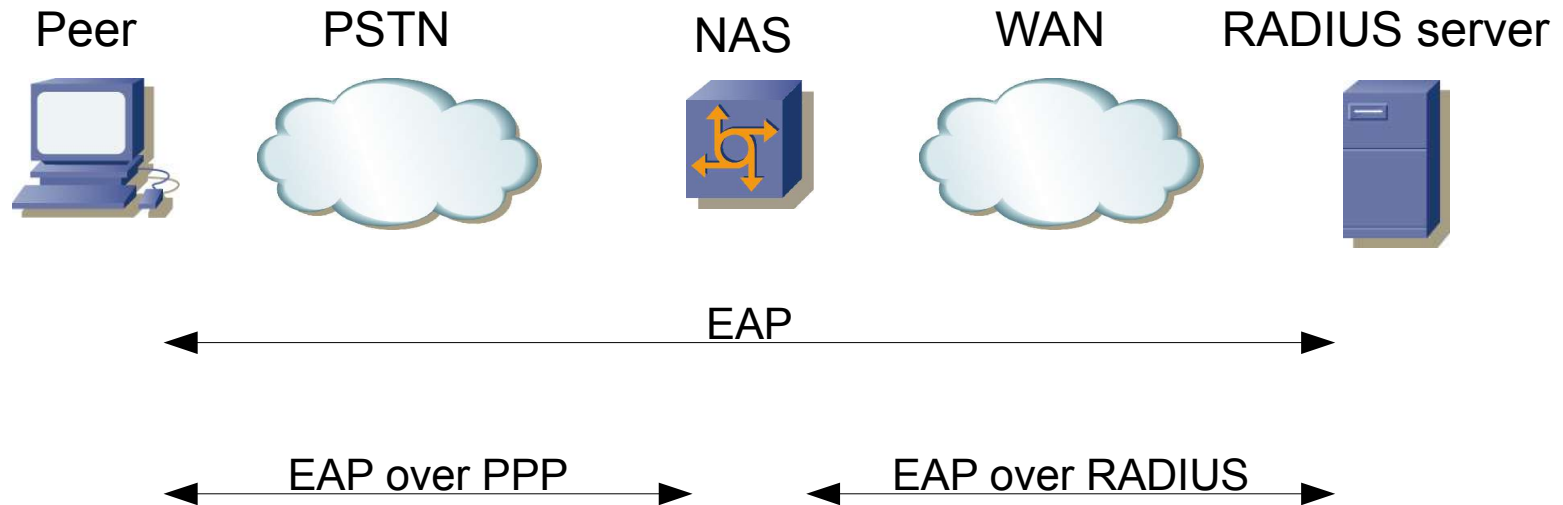 Peer
PSTN
NAS
WAN
RADIUS server
EAP
EAP over PPP
EAP over RADIUS